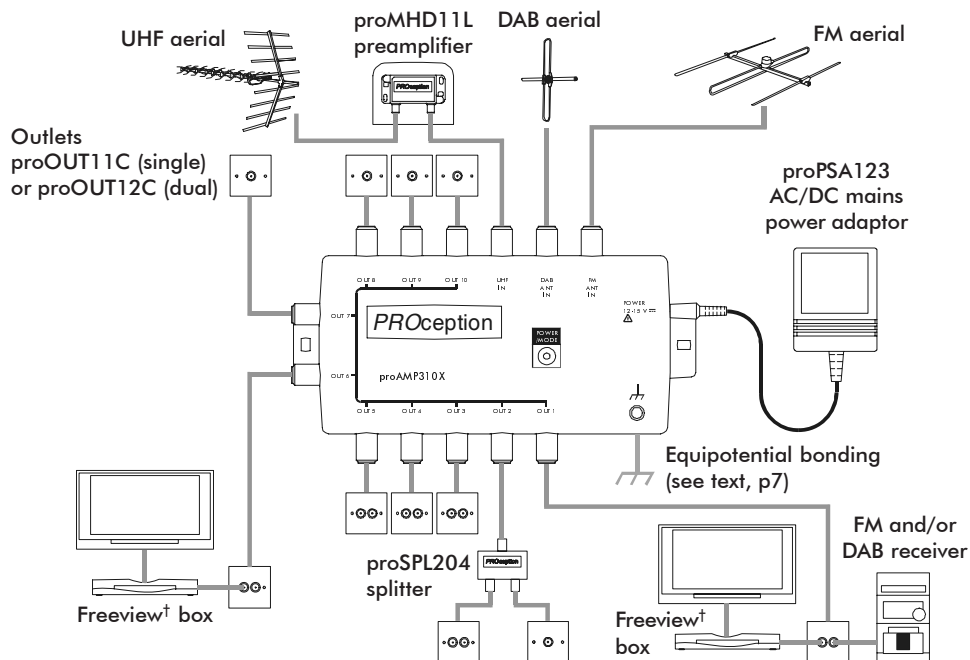 UHF aerial
proMHD11L
preamplifier
DAB aerial
FM aerial
PROception
Outlets
proOUT11C (single)
or proOUT12C (dual)
proPSA123
AC/DC mains
power adaptor
OUT 8
OUT 9
OUT 10
UHF
IN
DAB
ANT
IN
FM
ANT
IN
OUT 7
PROception
POWER
12-15 V
POWER
/MODE
OUT 6
proAMP310X
OUT 5
OUT 4
OUT 3
OUT 2
OUT 1
Equipotential bonding
(see text, p7)
PROception
proSPL204
splitter
Freeview† box
Freeview†
box
FM and/or
DAB receiver